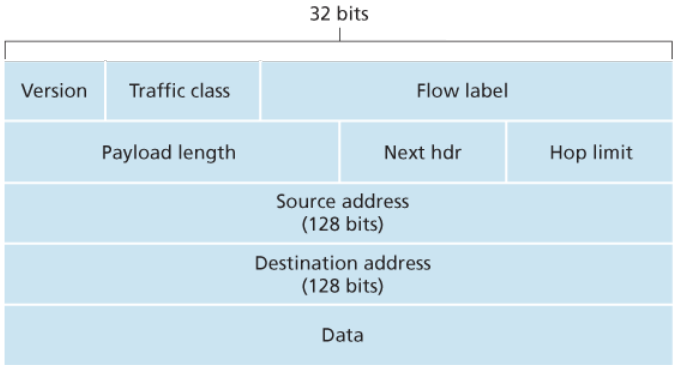 32 bits
Version Traffic class Flow label
Payload length Next hdr Hop limit
Source address
(128 bits)
Destination address
(128 bits)
Data